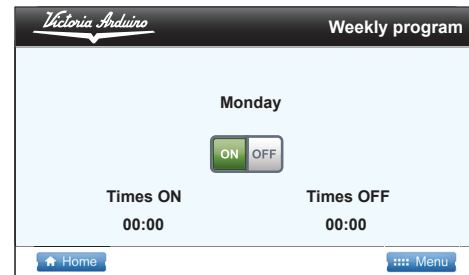 Victoria Arduino
Weekly program
Monday
ON OFF
Times ON Times OFF
00:00 00:00
Home Menu